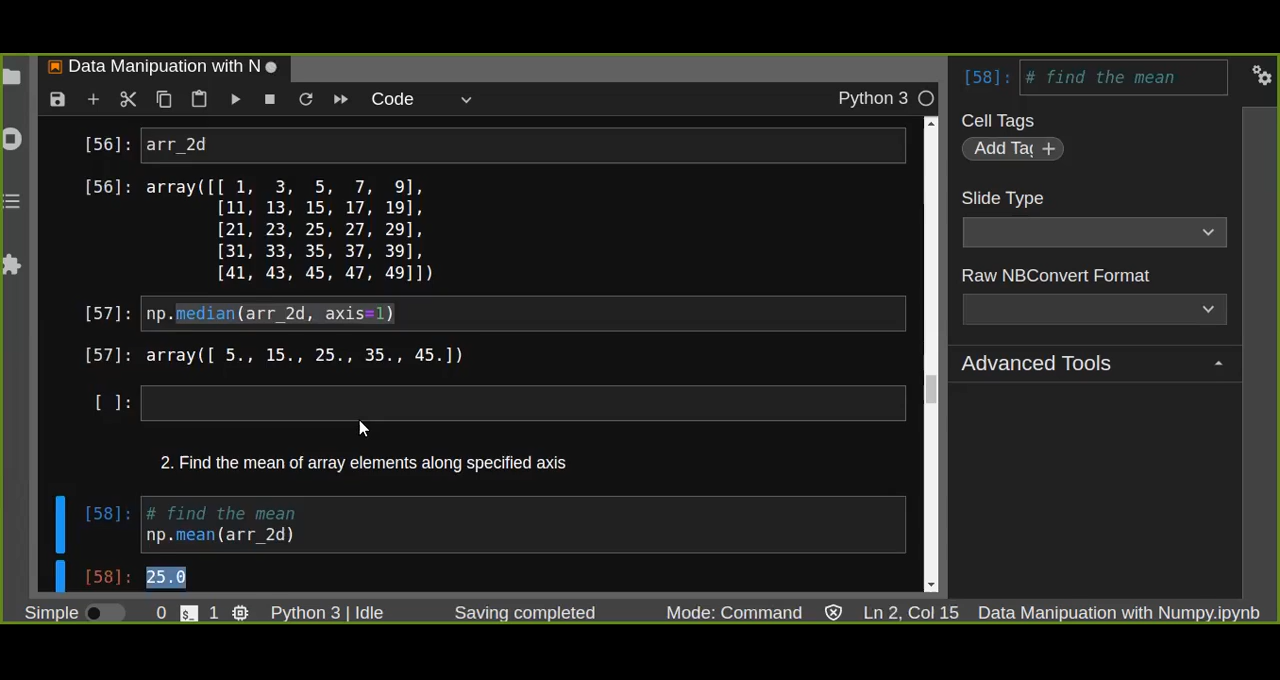 Data Manipuation with N
[58]: # find the mean
Code
Python 3
Cell Tags
Add Tag
[56]: arr_2d
[56]: array([[ 1, 3, 5, 7, 9],
[11, 13, 15, 17, 19],
[21, 23, 25, 27, 29],
[31, 33, 35, 37, 39],
[41, 43, 45, 47, 49]])
Slide Type
Raw NBConvert Format
[57]: np.median(arr_2d, axis=1)
[57]: array([ 5., 15., 25., 35., 45.])
Advanced Tools
[ ]:
2. Find the mean of array elements along specified axis
[58]: # find the mean
np.mean(arr_2d)
[58]: 25.0
Simple 0 $_ 1 Python 3 | Idle Saving completed Mode: Command Ln 2, Col 15 Data Manipuation with Numpy.ipynb